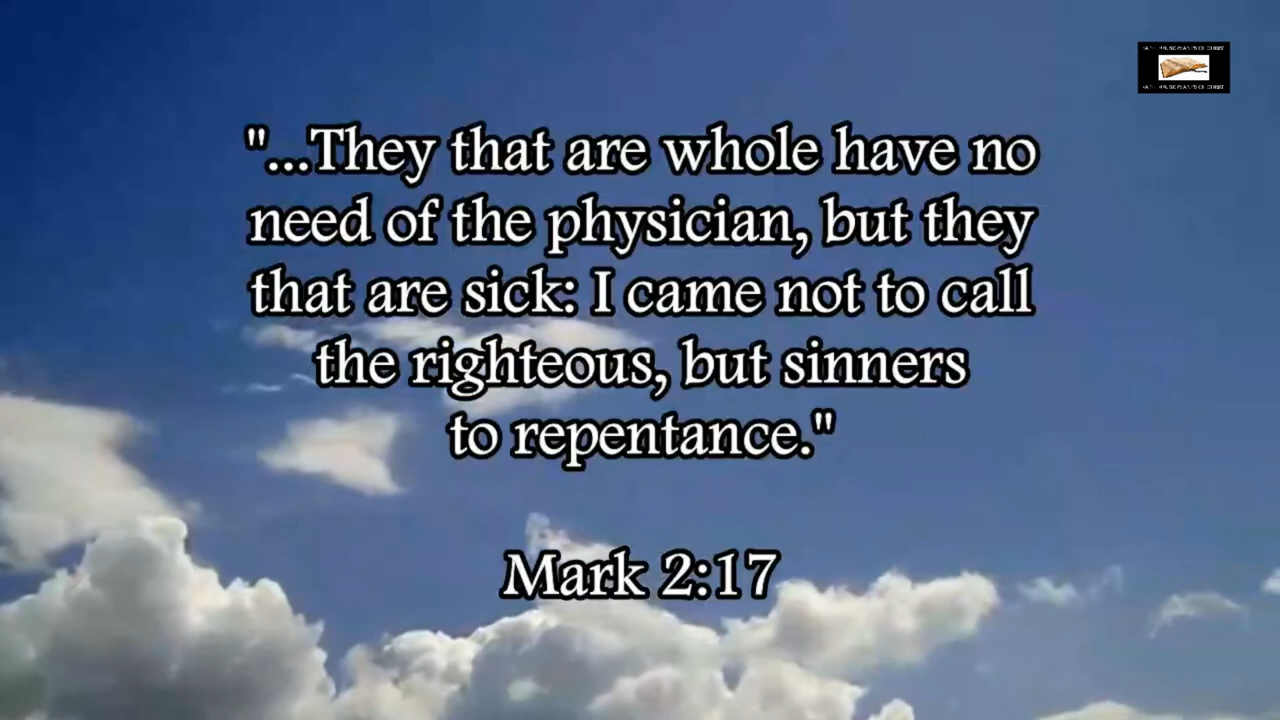 "...They that are whole have no
need of the physician, but they
that are sick: I came not to call
the righteous, but sinners
to repentance."
Mark 2:17